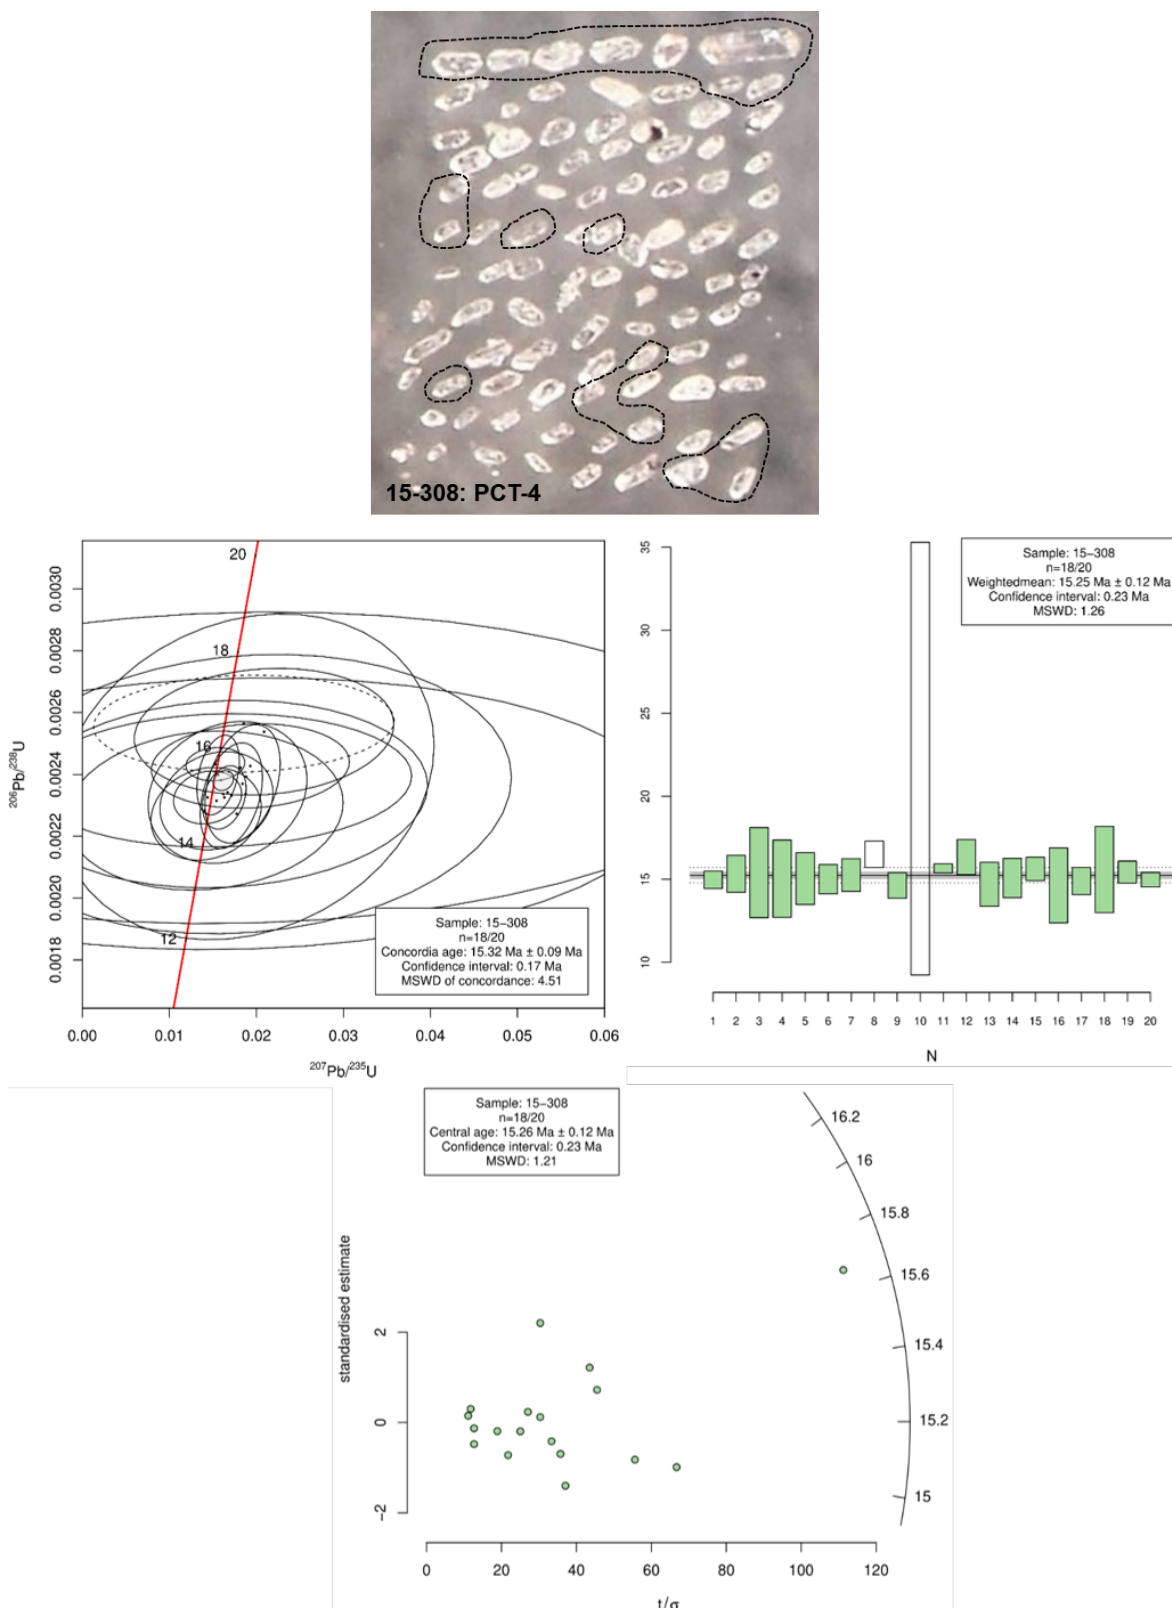 15-308: PCT-4
20
18
16
14
12
0.0030
0.0028
0.0026
0.0024
0.0022
0.0020
0.0018
206Pb/238U
0.00 0.01 0.02 0.03 0.04 0.05 0.06
207Pb/235U
Sample: 15–308
n=18/20
Concordia age: 15.32 Ma ± 0.09 Ma
Confidence interval: 0.17 Ma
MSWD of concordance: 4.51
35
30
25
20
15
10
Sample: 15–308
n=18/20
Weightedmean: 15.25 Ma ± 0.12 Ma
Confidence interval: 0.23 Ma
MSWD: 1.26
1 2 3 4 5 6 7 8 9 10 11 12 13 14 15 16 17 18 19 20
N
Sample: 15–308
n=18/20
Central age: 15.26 Ma ± 0.12 Ma
Confidence interval: 0.23 Ma
MSWD: 1.21
16.2
16
15.8
15.6
15.4
15.2
15
standardised estimate
2
0
−2
0 20 40 60 80 100 120
t/σ